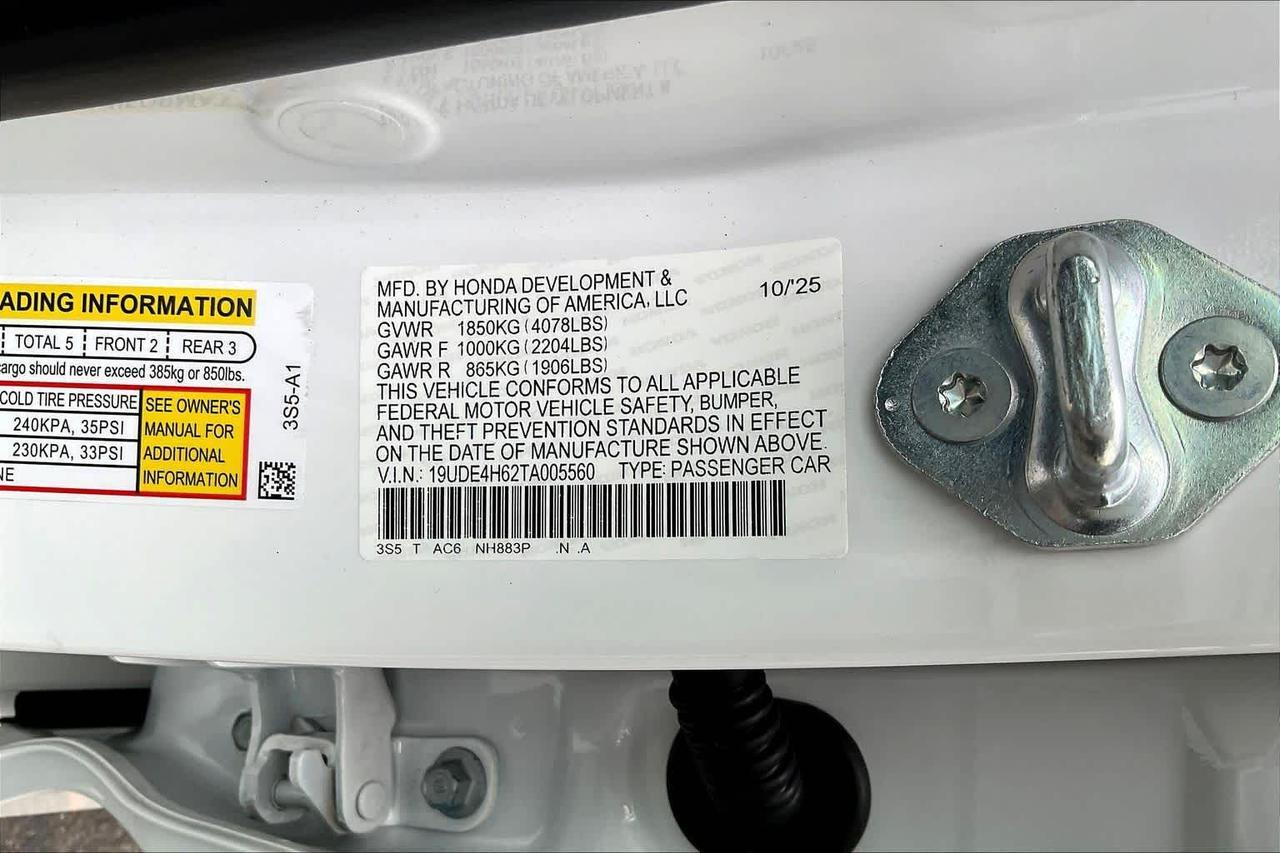 ADING INFORMATION
TOTAL 5 FRONT 2 REAR 3
cargo should never exceed 385kg or 850lbs.
COLD TIRE PRESSURE
240KPA, 35PSI
230KPA, 33PSI
NE
SEE OWNER'S
MANUAL FOR
ADDITIONAL
INFORMATION
3S5-A1
MFD. BY HONDA DEVELOPMENT & 10/'25
MANUFACTURING OF AMERICA, LLC
GVWR 1850KG (4078LBS)
GAWR F 1000KG (2204LBS)
GAWR R 865KG (1906LBS)
THIS VEHICLE CONFORMS TO ALL APPLICABLE
FEDERAL MOTOR VEHICLE SAFETY, BUMPER,
AND THEFT PREVENTION STANDARDS IN EFFECT
ON THE DATE OF MANUFACTURE SHOWN ABOVE.
V.I.N.: 19UDE4H62TA005560 TYPE: PASSENGER CAR
3S5 T AC6 NH883P .N .A